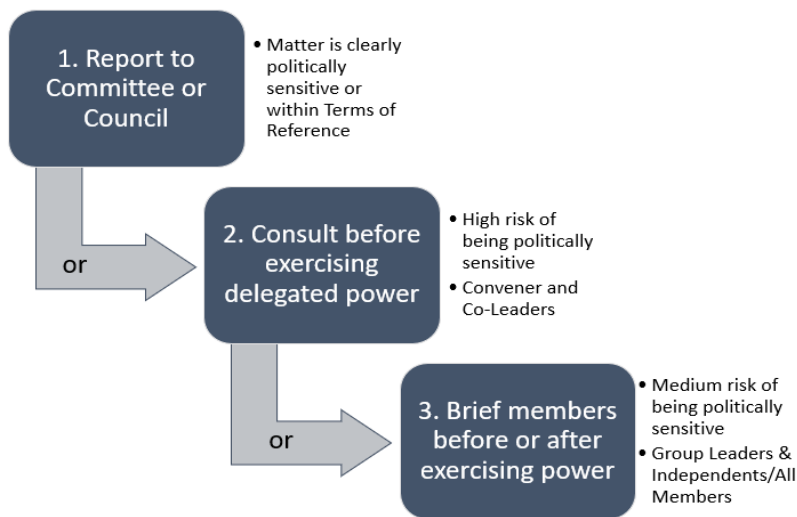 1. Report to
Committee or
Council
• Matter is clearly
politically
sensitive or
within Terms of
Reference
or
2. Consult before
exercising
delegated power
• High risk of
being politically
sensitive
• Convener and
Co-Leaders
or
3. Brief members
before or after
exercising power
• Medium risk of
being politically
sensitive
• Group Leaders &
Independents/All
Members